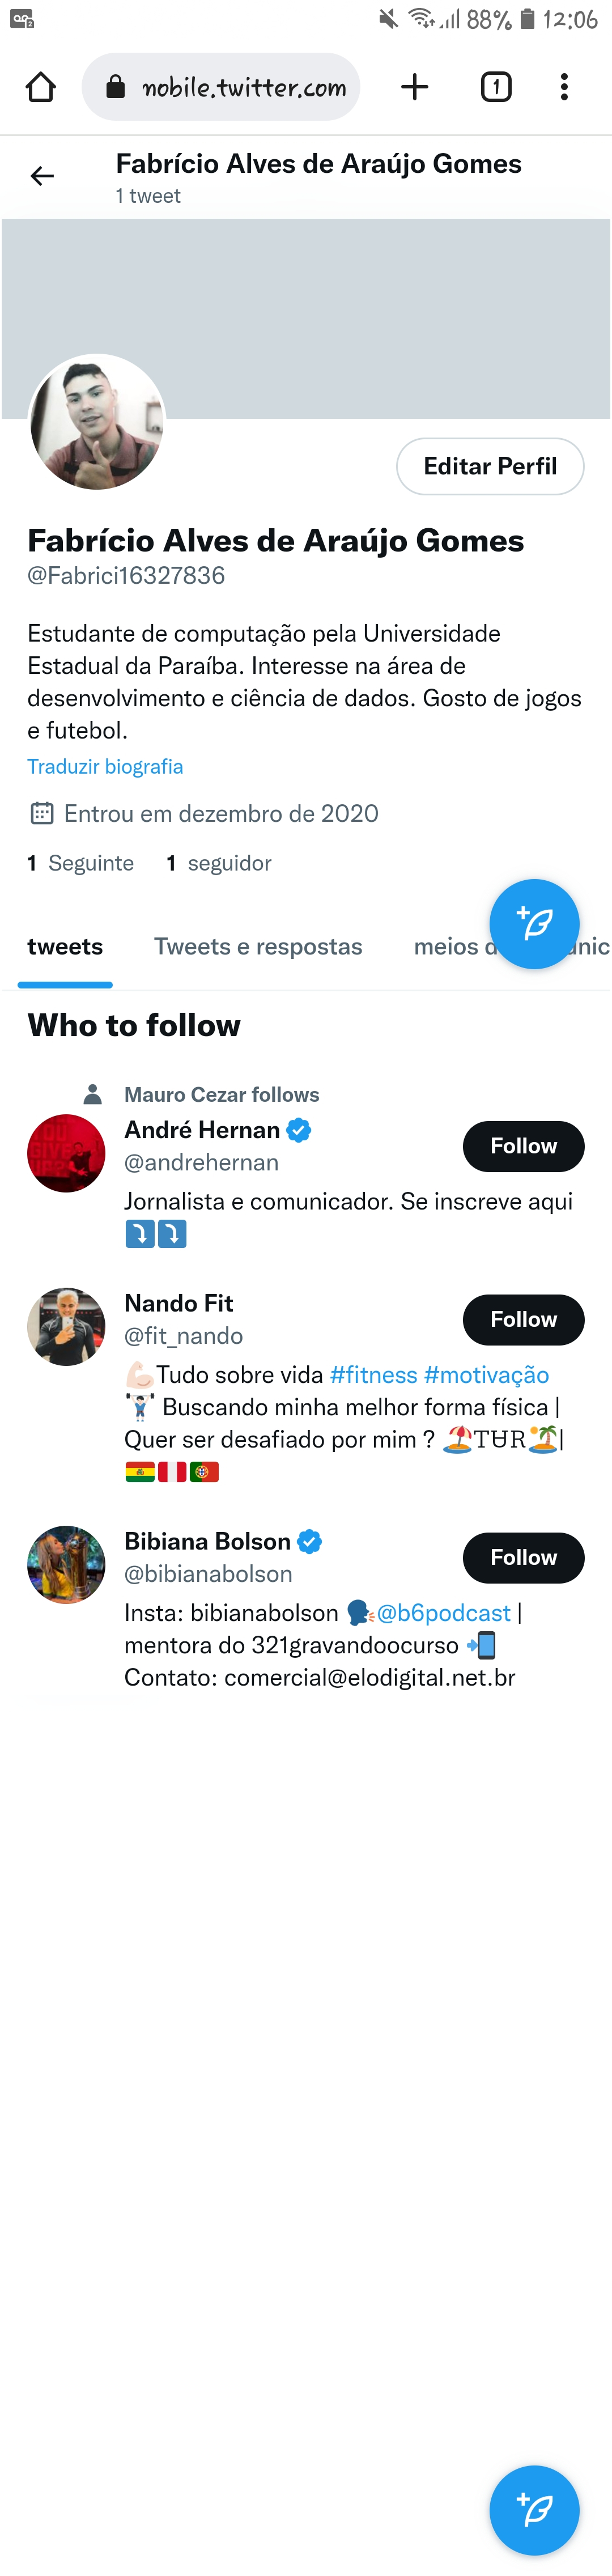 88% 12:06
nobile.twitter.com 1
Fabrício Alves de Araújo Gomes
1 tweet
Editar Perfil
Fabrício Alves de Araújo Gomes
@Fabrici16327836
Estudante de computação pela Universidade
Estadual da Paraíba. Interesse na área de
desenvolvimento e ciência de dados. Gosto de jogos
e futebol.
Traduzir biografia
Entrou em dezembro de 2020
1 Seguinte 1 seguidor
tweets Tweets e respostas meios
Who to follow
Mauro Cezar follows
André Hernan
@andrehernan
Follow
Jornalista e comunicador. Se inscreve aqui
⤵️⤵️
Nando Fit
@fit_nando
Follow
💪🏻Tudo sobre vida #fitness #motivação
🏋🏻 Buscando minha melhor forma física |
Quer ser desafiado por mim ? 🏖️TɄR🏝️|
🇧🇴🇵🇪🇵🇹
Bibiana Bolson
@bibianabolson
Follow
Insta: bibianabolson 🗣️@b6podcast |
mentora do 321gravandoocurso 📲
Contato: comercial@elodigital.net.br